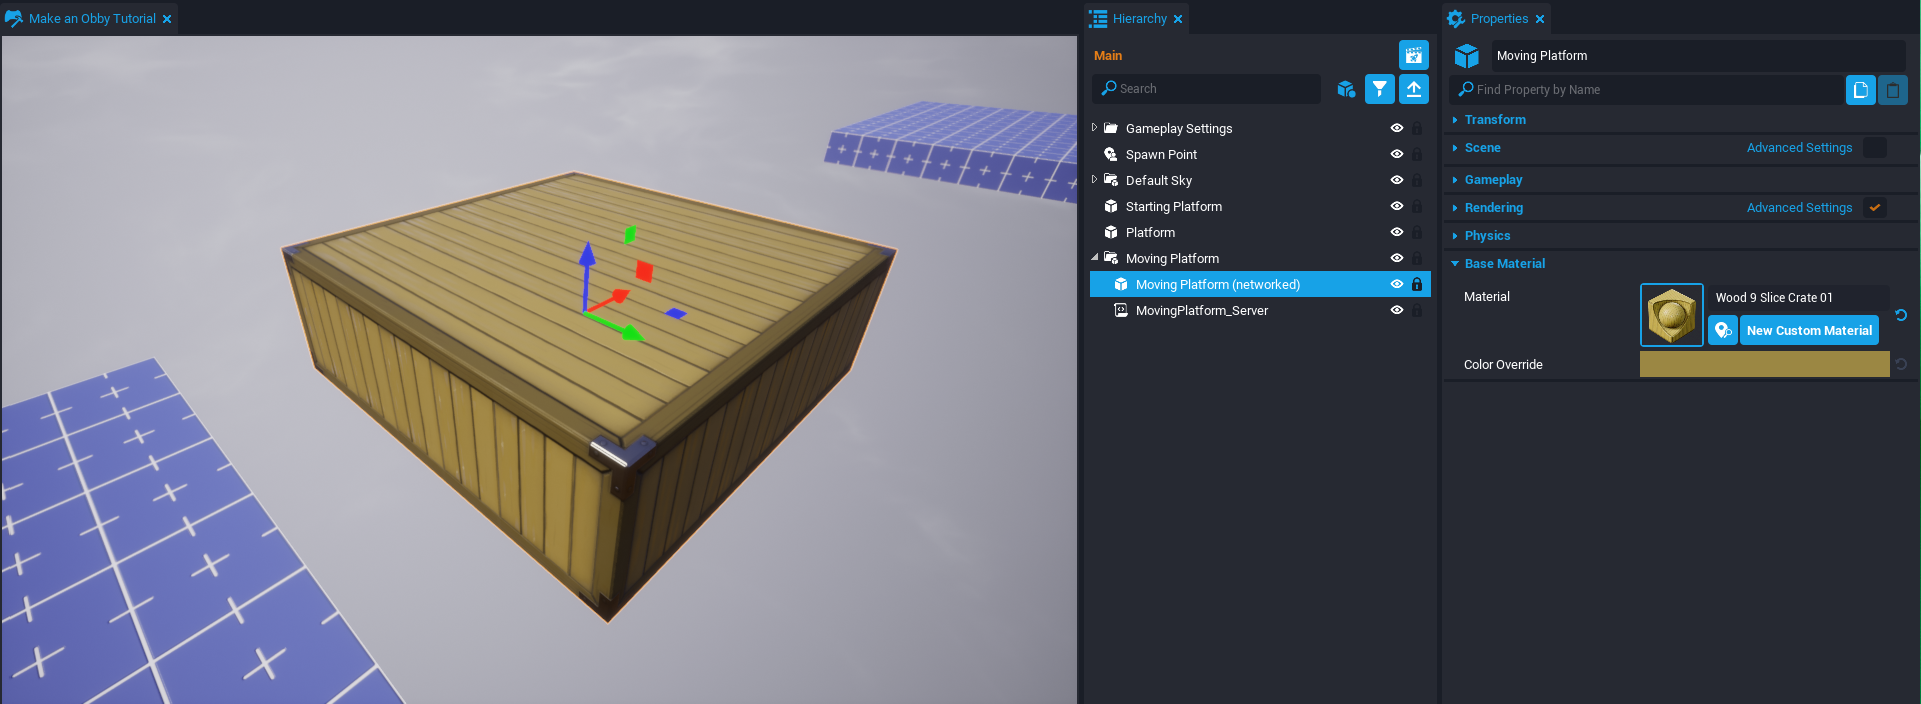 Make an Obby Tutorial
Hierarchy
Main
Search
Gameplay Settings
Spawn Point
Default Sky
Starting Platform
Platform
Moving Platform
Moving Platform (networked)
MovingPlatform_Server
Properties
Moving Platform
Find Property by Name
Transform
Scene Advanced Settings
Gameplay
Rendering Advanced Settings
Physics
Base Material
Material Wood 9 Slice Crate 01
New Custom Material
Color Override